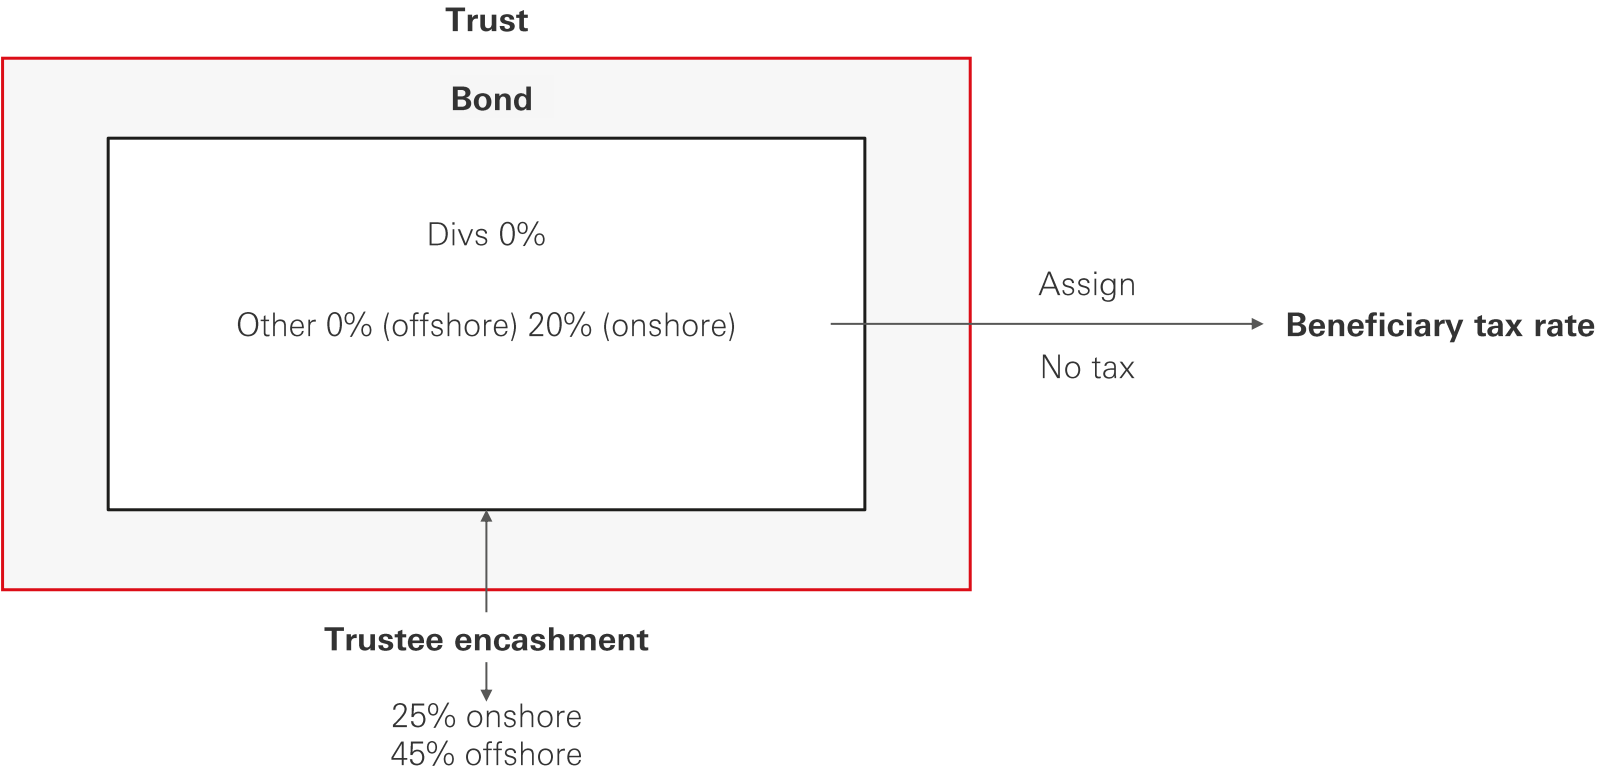 Trust
Bond
Divs 0%
Other 0% (offshore) 20% (onshore)
Assign
No tax
Beneficiary tax rate
Trustee encashment
25% onshore
45% offshore